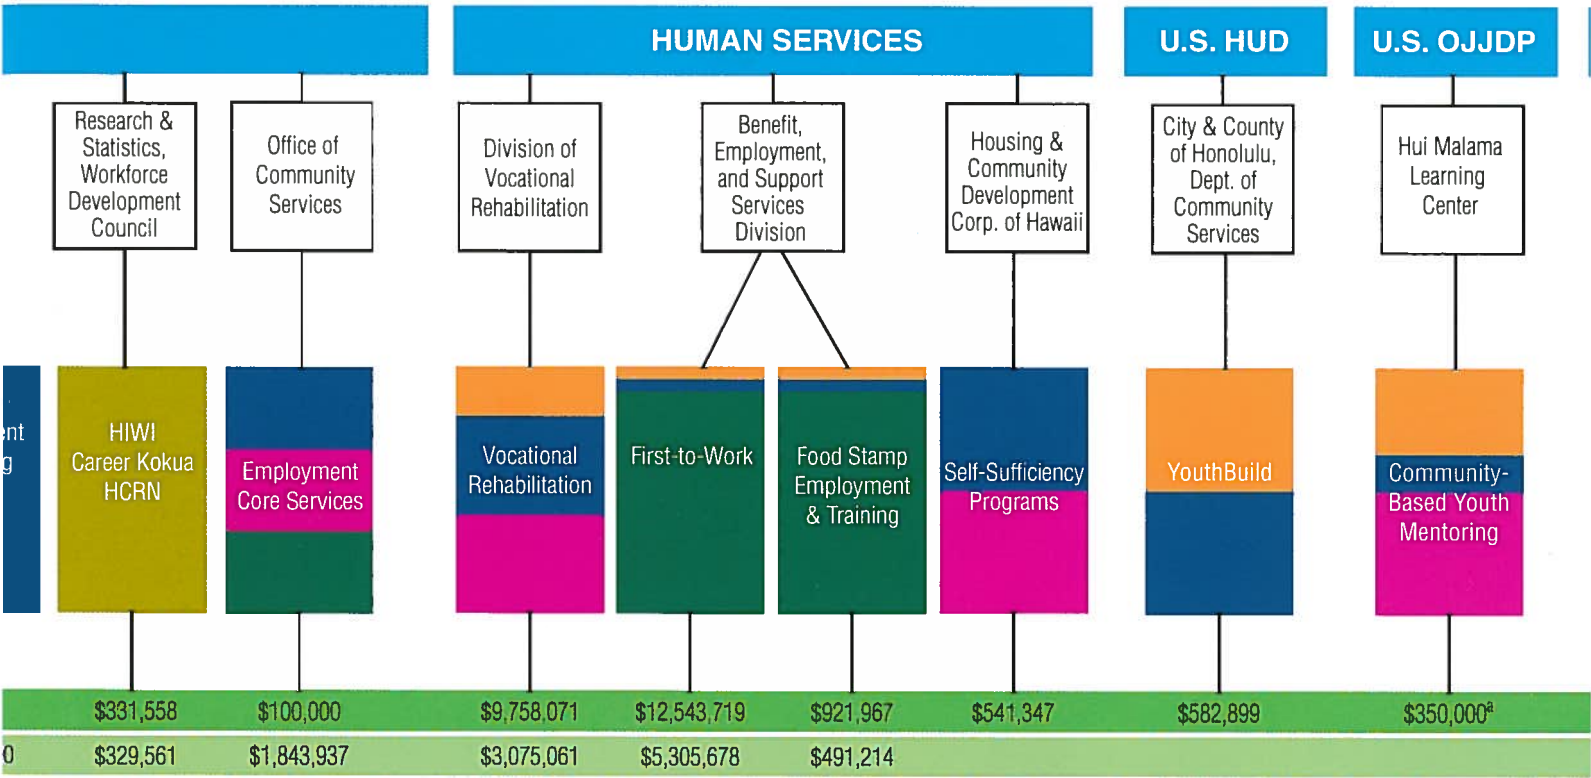 HUMAN SERVICES
U.S. HUD
U.S. OJJDP
Research &
Statistics,
Workforce
Development
Council
Office of
Community
Services
Division of
Vocational
Rehabilitation
Benefit,
Employment,
and Support
Services
Division
Housing &
Community
Development
Corp. of Hawaii
City & County
of Honolulu,
Dept. of
Community
Services
Hui Malama
Learning
Center
ent
g
HIWI
Career Kokua
HCRN
Employment
Core Services
Vocational
Rehabilitation
First-to-Work
Food Stamp
Employment
& Training
Self-Sufficiency
Programs
YouthBuild
Community-
Based Youth
Mentoring
$331,558 $100,000 $9,758,071 $12,543,719 $921,967 $541,347 $582,899 $350,000ª
0 $329,561 $1,843,937 $3,075,061 $5,305,678 $491,214